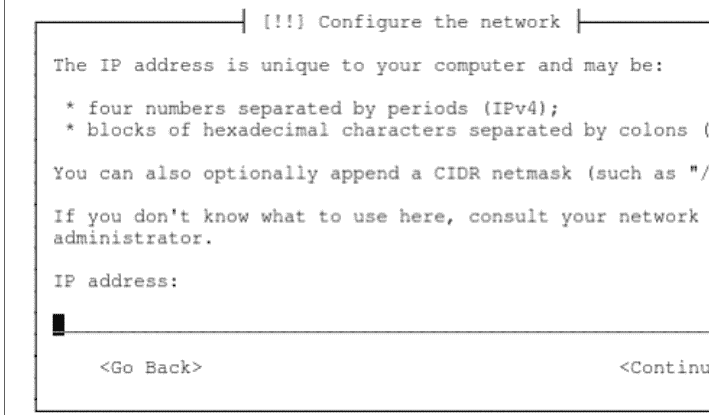 [!!] Configure the network
The IP address is unique to your computer and may be:
* four numbers separated by periods (IPv4);
* blocks of hexadecimal characters separated by colons (
You can also optionally append a CIDR netmask (such as "/
If you don't know what to use here, consult your network
administrator.
IP address:
<Go Back> <Continu